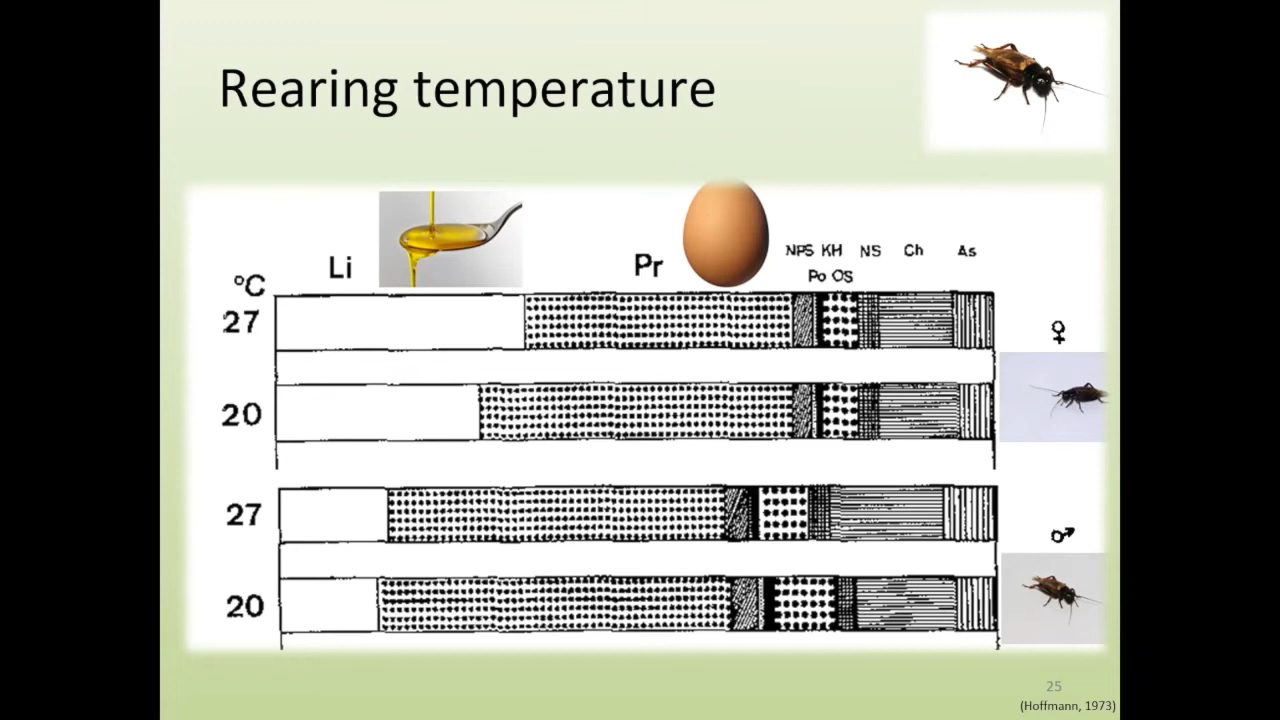 Rearing temperature
Li
Pr
NPS KH NS Ch As
Po OS
°C
27
♀
20
27
♂
20
25
(Hoffmann, 1973)